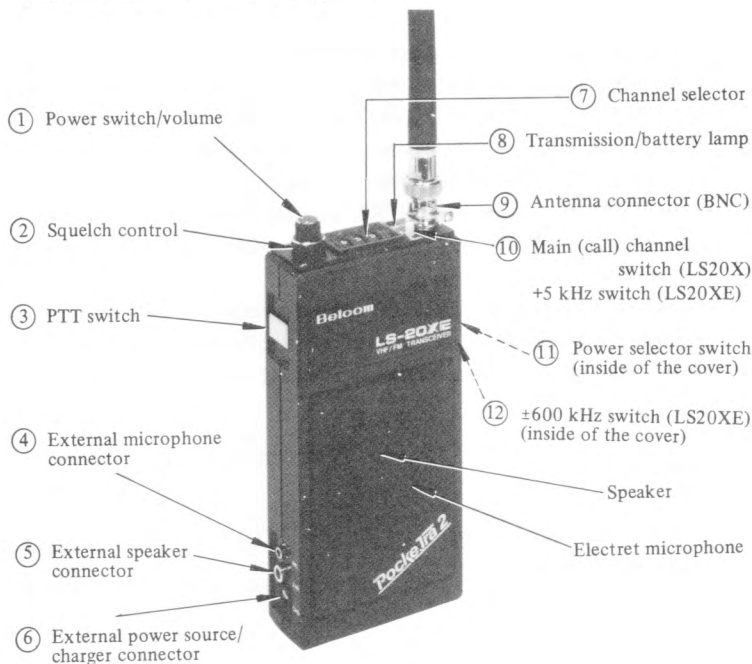 ① Power switch/volume
② Squelch control
③ PTT switch
④ External microphone
connector
⑤ External speaker
connector
⑥ External power source/
charger connector
⑦ Channel selector
⑧ Transmission/battery lamp
⑨ Antenna connector (BNC)
⑩ Main (call) channel
switch (LS20X)
+5 kHz switch (LS20XE)
⑪ Power selector switch
(inside of the cover)
⑫ ±600 kHz switch (LS20XE)
(inside of the cover)
Speaker
Electret microphone
Belcom
LS-20XE
VHF/FM TRANSCEIVER
PockeTra 2